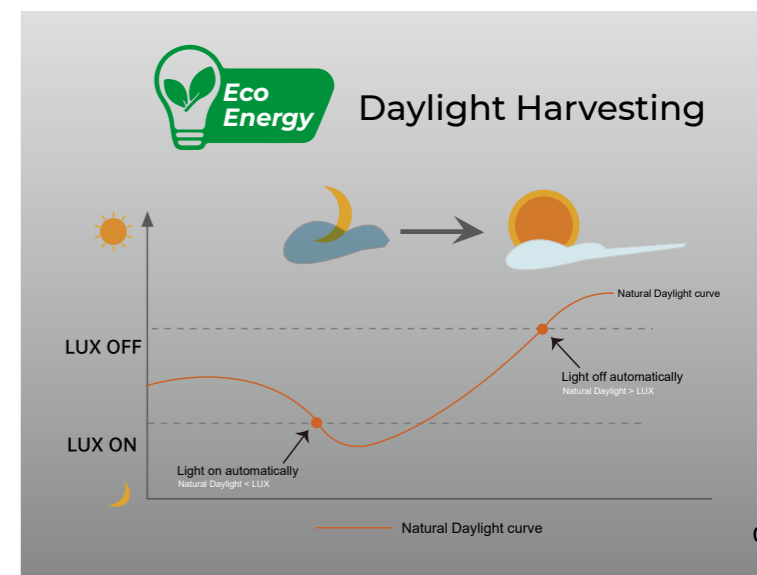 Eco
Energy
Daylight Harvesting
Natural Daylight curve
LUX OFF
Light off automatically
Natural Daylight > LUX
LUX ON
Light on automatically
Natural Daylight < LUX
Natural Daylight curve